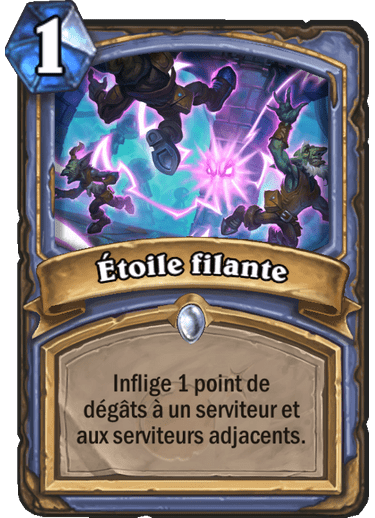 1
Étoile filante
Inflige 1 point de
dégâts à un serviteur et
aux serviteurs adjacents.